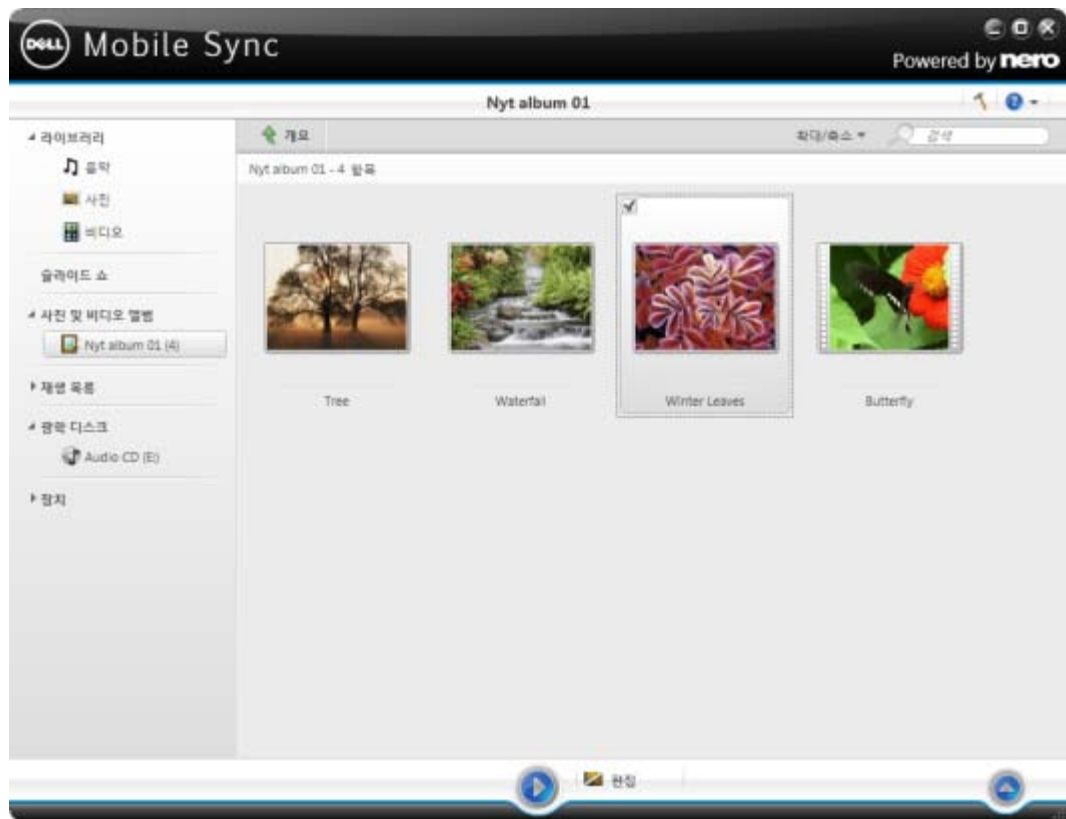 DELL Mobile Sync
Powered by nero
Nyt album 01
라이브러리
음악
사진
비디오
슬라이드 쇼
사진 및 비디오 앨범
Nyt album 01 (4)
재생 목록
광학 디스크
Audio CD (E:)
장치
개요
확대/축소
검색
Nyt album 01 - 4 항목
Tree
Waterfall
Winter Leaves
Butterfly
편집